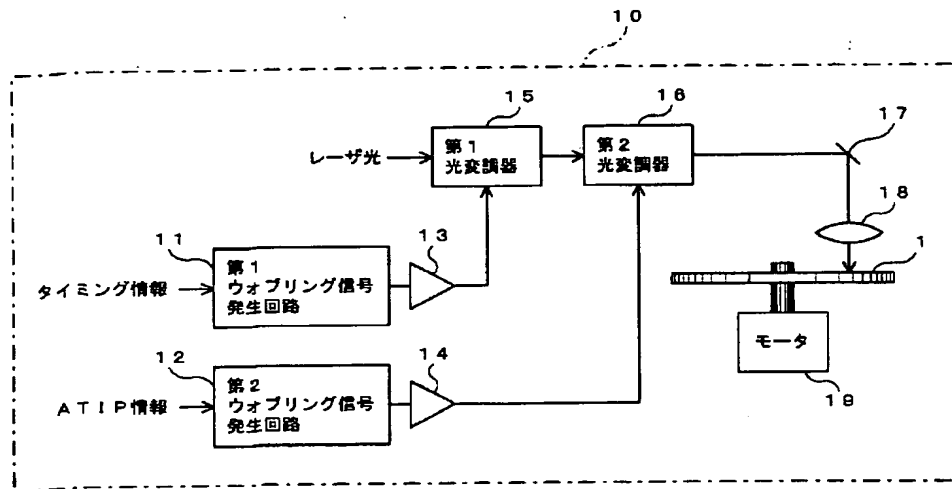 １０
１５
１６
１７
レーザ光
第１
光変調器
第２
光変調器
１８
１１
１３
１
タイミング情報
第１
ウォブリング信号
発生回路
モータ
１２
１４
１９
ＡＴＩＰ情報
第２
ウォブリング信号
発生回路